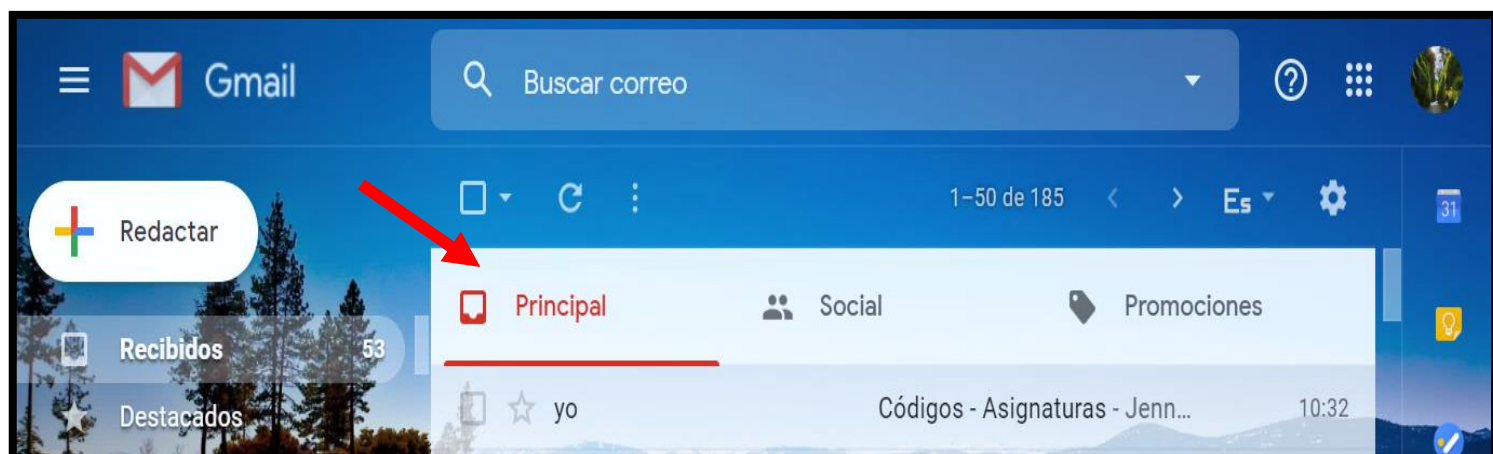 Gmail
Buscar correo
1–50 de 185
Es
31
Redactar
Principal
Social
Promociones
Recibidos 53
Destacados
yo Códigos - Asignaturas - Jenn... 10:32